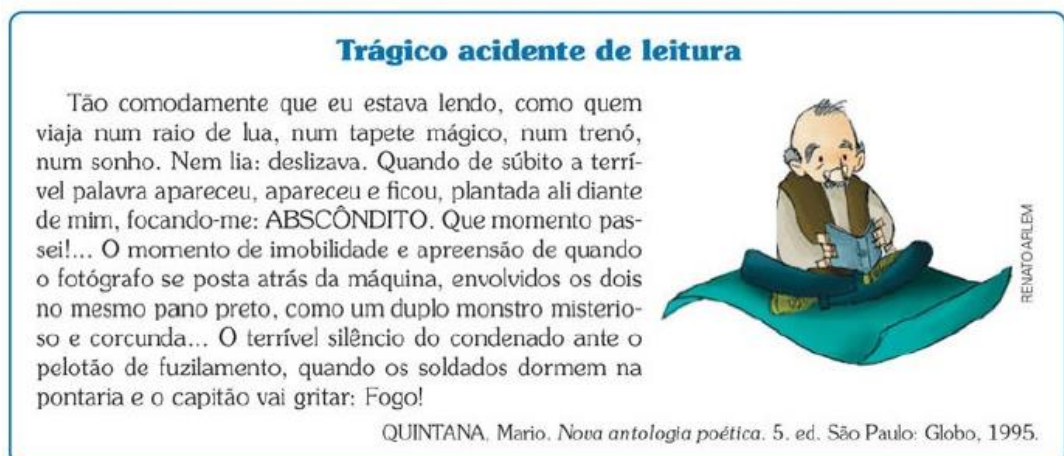 Trágico acidente de leitura
Tão comodamente que eu estava lendo, como quem
viaja num raio de lua, num tapete mágico, num trenó,
num sonho. Nem lia: deslizava. Quando de súbito a terrí-
vel palavra apareceu, apareceu e ficou, plantada ali diante
de mim, focando-me: ABSCÔNDITO. Que momento pas-
sei!... O momento de imobilidade e apreensão de quando
o fotógrafo se posta atrás da máquina, envolvidos os dois
no mesmo pano preto, como um duplo monstro misterio-
so e corcunda... O terrível silêncio do condenado ante o
pelotão de fuzilamento, quando os soldados dormem na
pontaria e o capitão vai gritar: Fogo!
RENATO ARLEM
QUINTANA, Mario. Nova antologia poética. 5. ed. São Paulo: Globo, 1995.